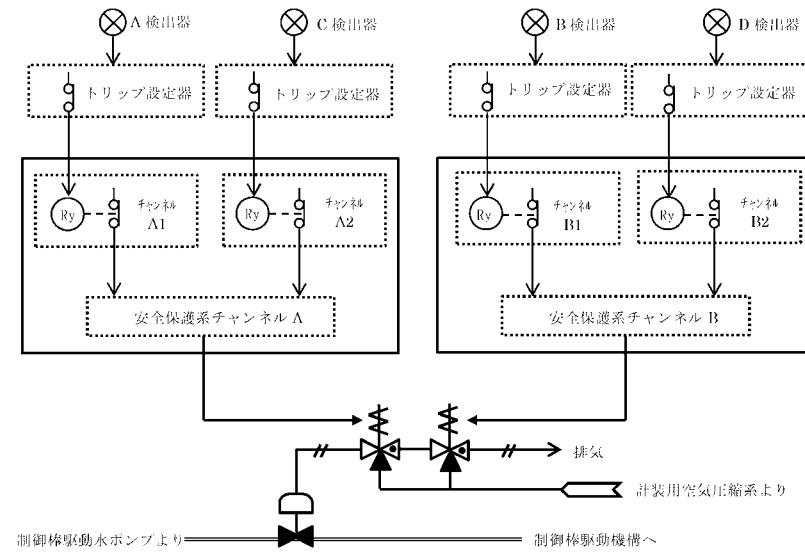 A 検出器
C 検出器
B 検出器
D 検出器
トリップ設定器
トリップ設定器
トリップ設定器
トリップ設定器
Ry
チャンネル
A1
Ry
チャンネル
A2
Ry
チャンネル
B1
Ry
チャンネル
B2
安全保護系チャンネル A
安全保護系チャンネル B
排気
計装用空気圧縮系より
制御棒駆動水ポンプより
制御棒駆動機構へ